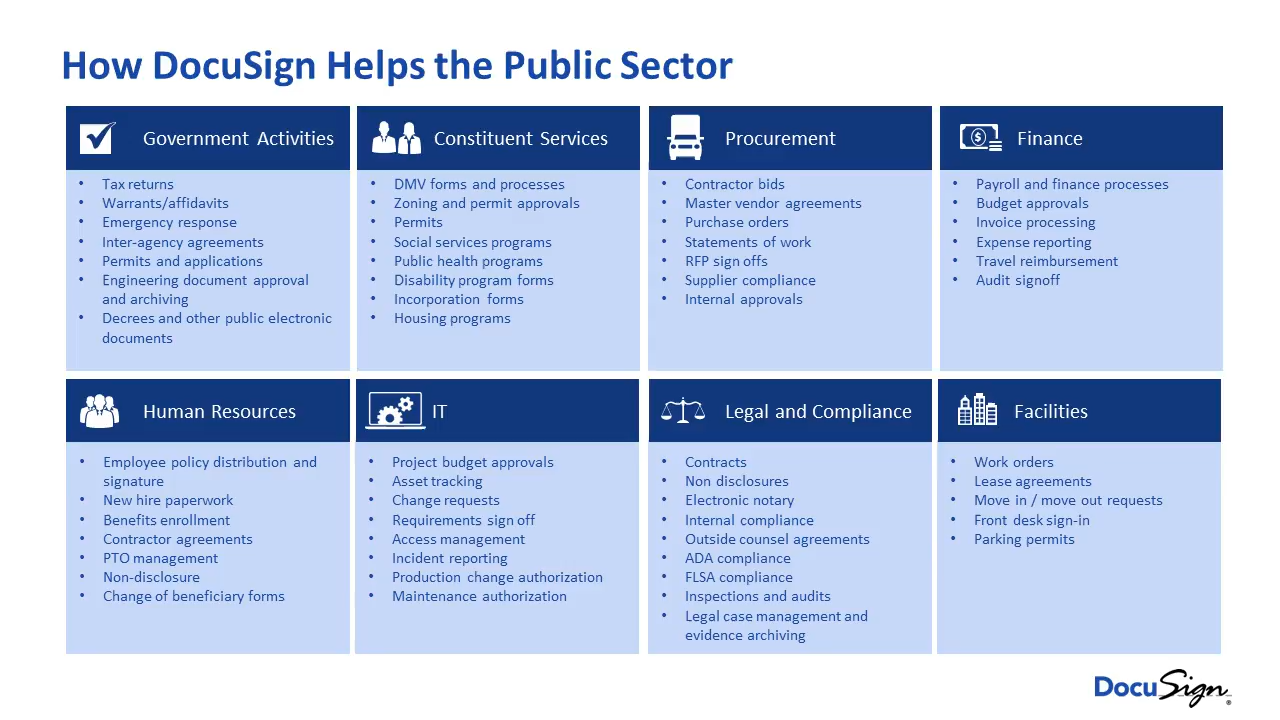 How DocuSign Helps the Public Sector
Government Activities
• Tax returns
• Warrants/affidavits
• Emergency response
• Inter-agency agreements
• Permits and applications
• Engineering document approval
and archiving
• Decrees and other public electronic
documents
Constituent Services
• DMV forms and processes
• Zoning and permit approvals
• Permits
• Social services programs
• Public health programs
• Disability program forms
• Incorporation forms
• Housing programs
Procurement
• Contractor bids
• Master vendor agreements
• Purchase orders
• Statements of work
• RFP sign offs
• Supplier compliance
• Internal approvals
$
Finance
• Payroll and finance processes
• Budget approvals
• Invoice processing
• Expense reporting
• Travel reimbursement
• Audit signoff
Human Resources
• Employee policy distribution and
signature
• New hire paperwork
• Benefits enrollment
• Contractor agreements
• PTO management
• Non-disclosure
• Change of beneficiary forms
IT
• Project budget approvals
• Asset tracking
• Change requests
• Requirements sign off
• Access management
• Incident reporting
• Production change authorization
• Maintenance authorization
Legal and Compliance
• Contracts
• Non disclosures
• Electronic notary
• Internal compliance
• Outside counsel agreements
• ADA compliance
• FLSA compliance
• Inspections and audits
• Legal case management and
evidence archiving
Facilities
• Work orders
• Lease agreements
• Move in / move out requests
• Front desk sign-in
• Parking permits
DocuSign®